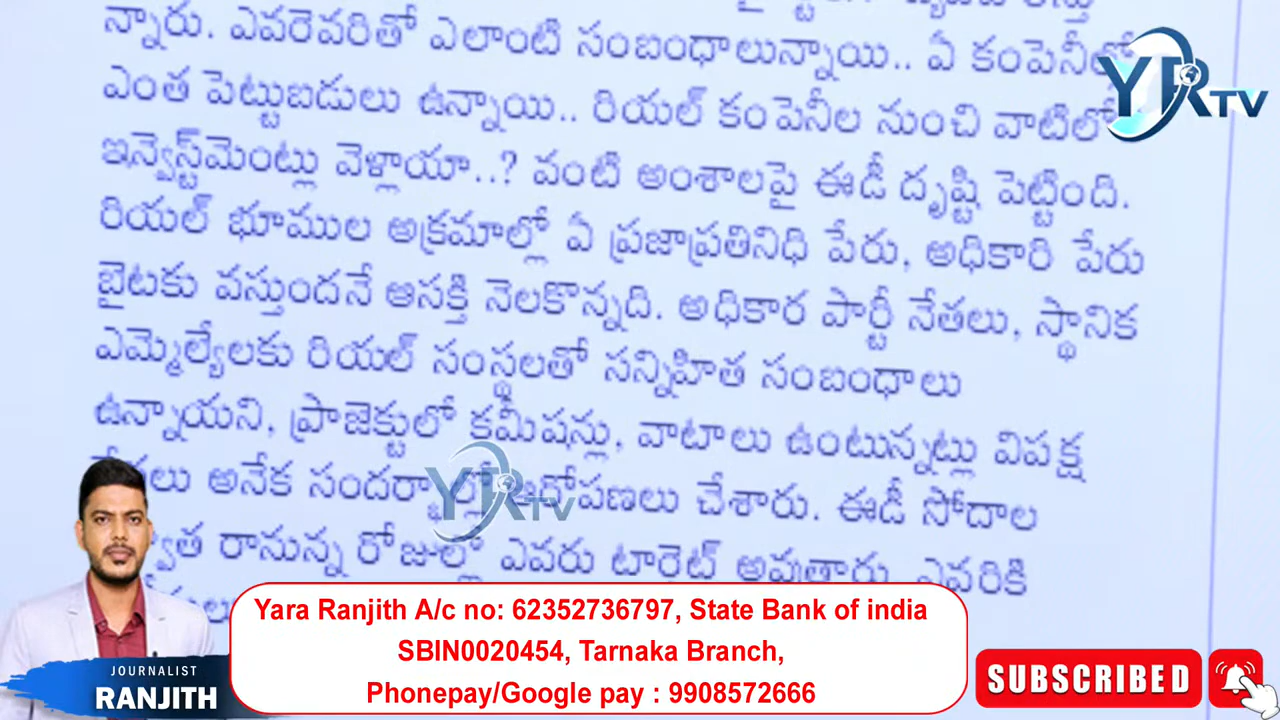 న్నారు. ఎవరెవరితో ఎలాంటి సంబంధాలున్నాయి.. ఏ కంపెనీలో
ఎంత పెట్టుబడులు ఉన్నాయి.. రియల్ కంపెనీల నుంచి వాటిలో
ఇన్వెస్ట్‌మెంట్లు వెళ్లాయా..? వంటి అంశాలపై ఈడీ దృష్టి పెట్టింది.
రియల్ భూముల అక్రమాల్లో ఏ ప్రజాప్రతినిధి పేరు, అధికారి పేరు
బైటకు వస్తుందనే ఆసక్తి నెలకొన్నది. అధికార పార్టీ నేతలు, స్థానిక
ఎమ్మెల్యేలకు రియల్ సంస్థలతో సన్నిహిత సంబంధాలు
ఉన్నాయని, ప్రాజెక్టులో కమీషన్లు, వాటాలు ఉంటున్నట్లు విపక్ష
అనేక సందర్భాల్లో ఆరోపణలు చేశారు. ఈడీ సోదాల
రాసున్న రోజుల్లో ఎవరు టార్గెట్ అవుతారు ఎవరికి
YRTV
YRTV
JOURNALIST
RANJITH
Yara Ranjith A/c no: 62352736797, State Bank of india
SBIN0020454, Tarnaka Branch,
Phonepay/Google pay : 9908572666
SUBSCRIBED